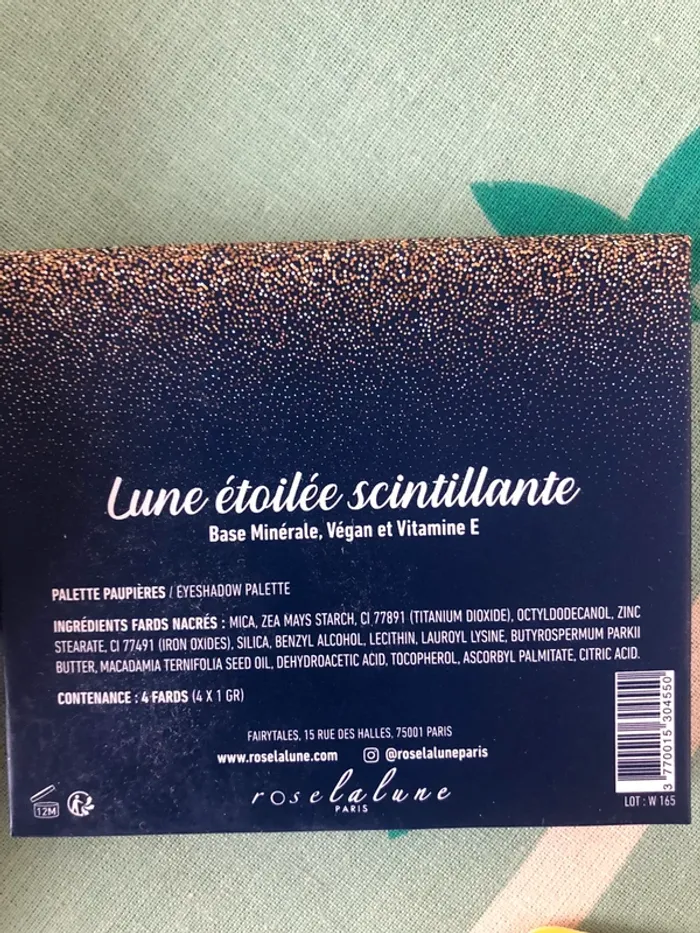 Lune étoilée scintillante
Base Minérale, Végan et Vitamine E
PALETTE PAUPIÈRES / EYESHADOW PALETTE
INGRÉDIENTS FARDS NACRÉS : MICA, ZEA MAYS STARCH, CI 77891 (TITANIUM DIOXIDE), OCTYLDODECANOL, ZINC
STEARATE, CI 77491 (IRON OXIDES), SILICA, BENZYL ALCOHOL, LECITHIN, LAUROYL LYSINE, BUTYROSPERMUM PARKII
BUTTER, MACADAMIA TERNIFOLIA SEED OIL, DEHYDROACETIC ACID, TOCOPHEROL, ASCORBYL PALMITATE, CITRIC ACID.
CONTENANCE : 4 FARDS (4 X 1 GR)
FAIRYTALES, 15 RUE DES HALLES, 75001 PARIS
www.roselalune.com @roselaluneparis
roselalune
PARIS
12M
3 770015 304550
LOT : W 165